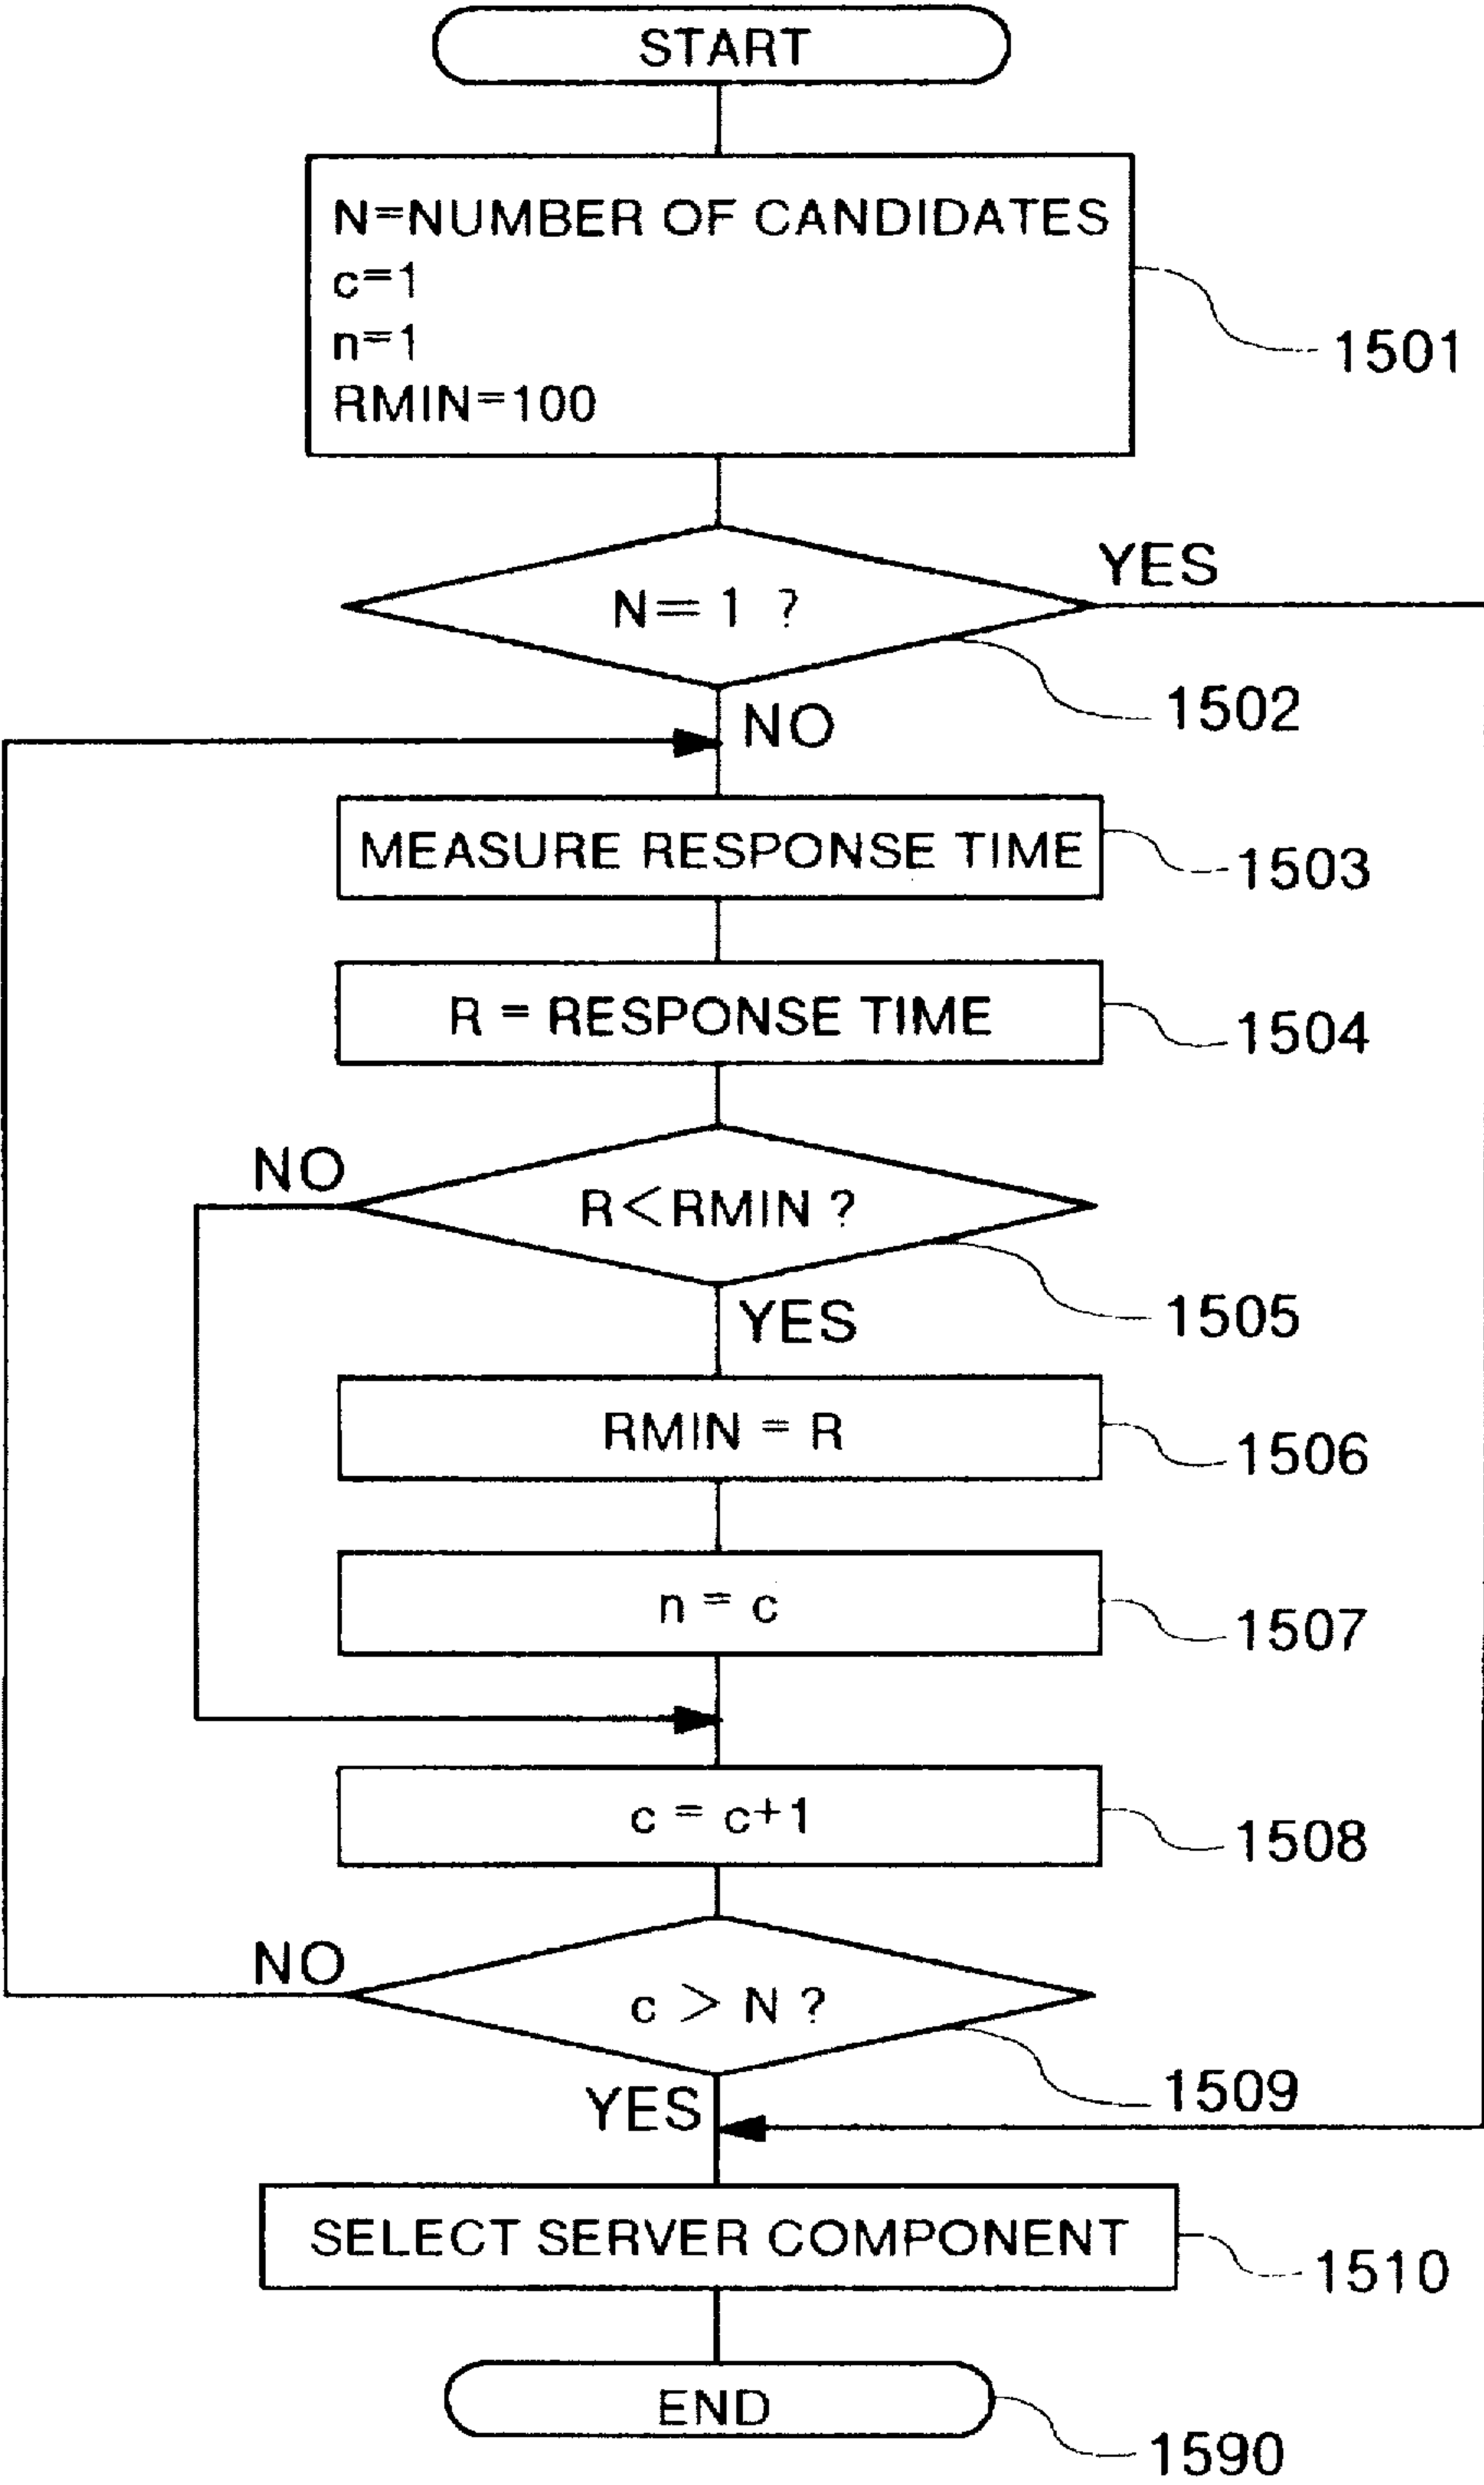 START
N=NUMBER OF CANDIDATES
c=1
n=1
RMIN=100
1501
N=1 ?
YES
1502
NO
MEASURE RESPONSE TIME
1503
R = RESPONSE TIME
1504
NO
R<RMIN ?
1505
YES
RMIN = R
1506
n = c
1507
c = c+1
1508
NO
c > N ?
1509
YES
SELECT SERVER COMPONENT
1510
END
1590